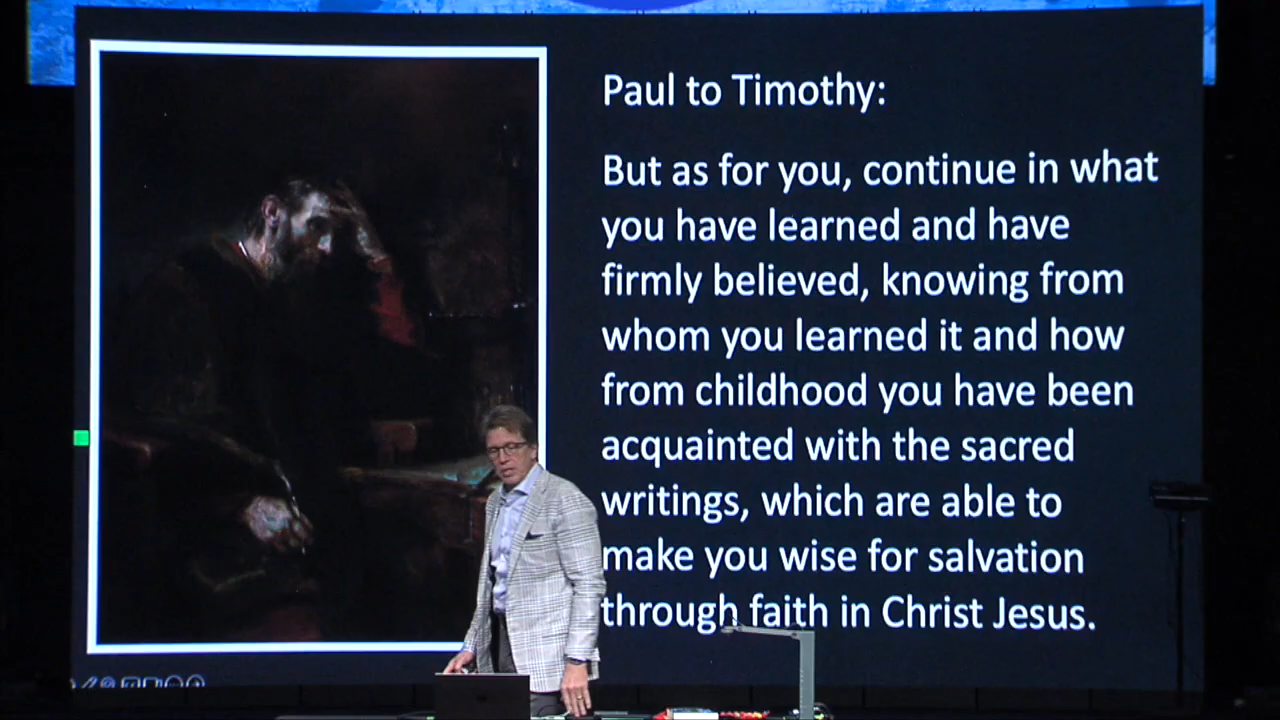 Paul to Timothy:
But as for you, continue in what
you have learned and have
firmly believed, knowing from
whom you learned it and how
from childhood you have been
acquainted with the sacred
writings, which are able to
make you wise for salvation
through faith in Christ Jesus.